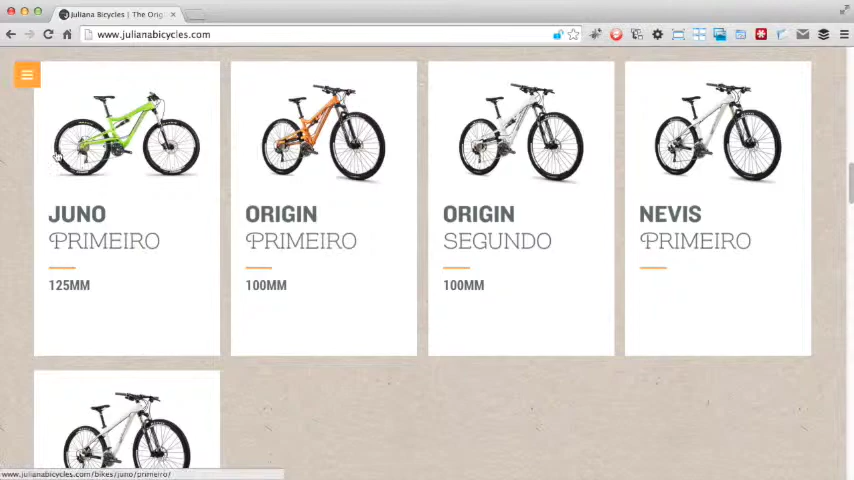 Juliana Bicycles | The Orig
www.julianabicycles.com
JUNO
PRIMEIRO
125MM
ORIGIN
PRIMEIRO
100MM
ORIGIN
SEGUNDO
100MM
NEVIS
PRIMEIRO
www.julianabicycles.com/bikes/juno/primeiro/